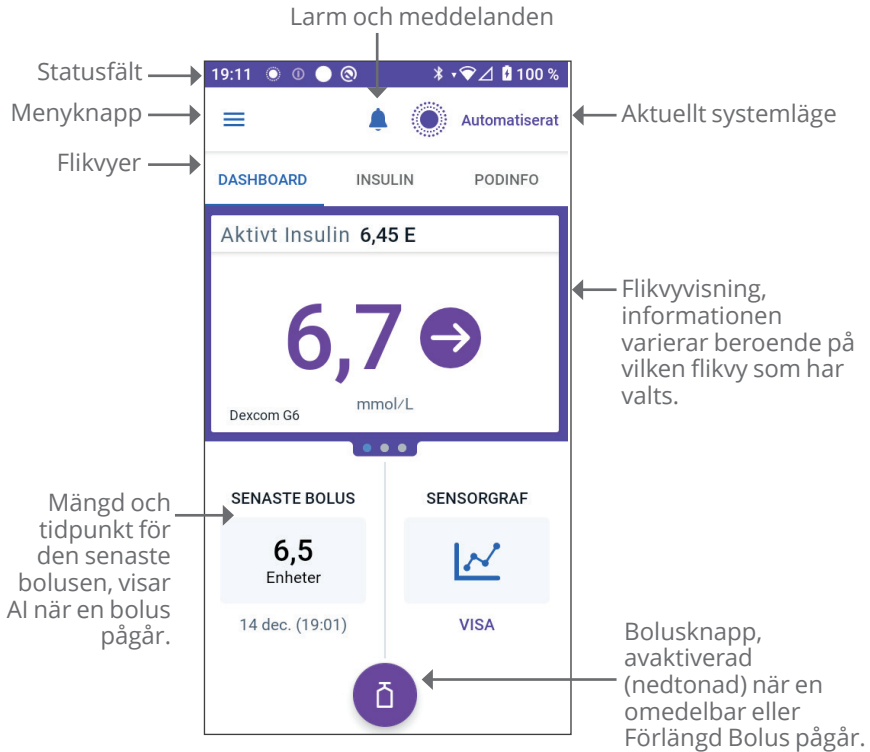 Larm och meddelanden
Statusfält
19:11
100 %
Menyknapp
Automatiserat
Aktuellt systemläge
Flikvyer
DASHBOARD
INSULIN
PODINFO
Aktivt Insulin 6,45 E
6,7
mmol/L
Dexcom G6
Flikvyvisning,
informationen
varierar beroende på
vilken flikvy som har
valts.
SENASTE BOLUS
SENSORGRAF
Mängd och
tidpunkt för
den senaste
bolusen, visar
AI när en bolus
pågår.
6,5
Enheter
14 dec. (19:01)
VISA
Bolusknapp,
avaktiverad
(nedtonad) när en
omedelbar eller
Förlängd Bolus pågår.